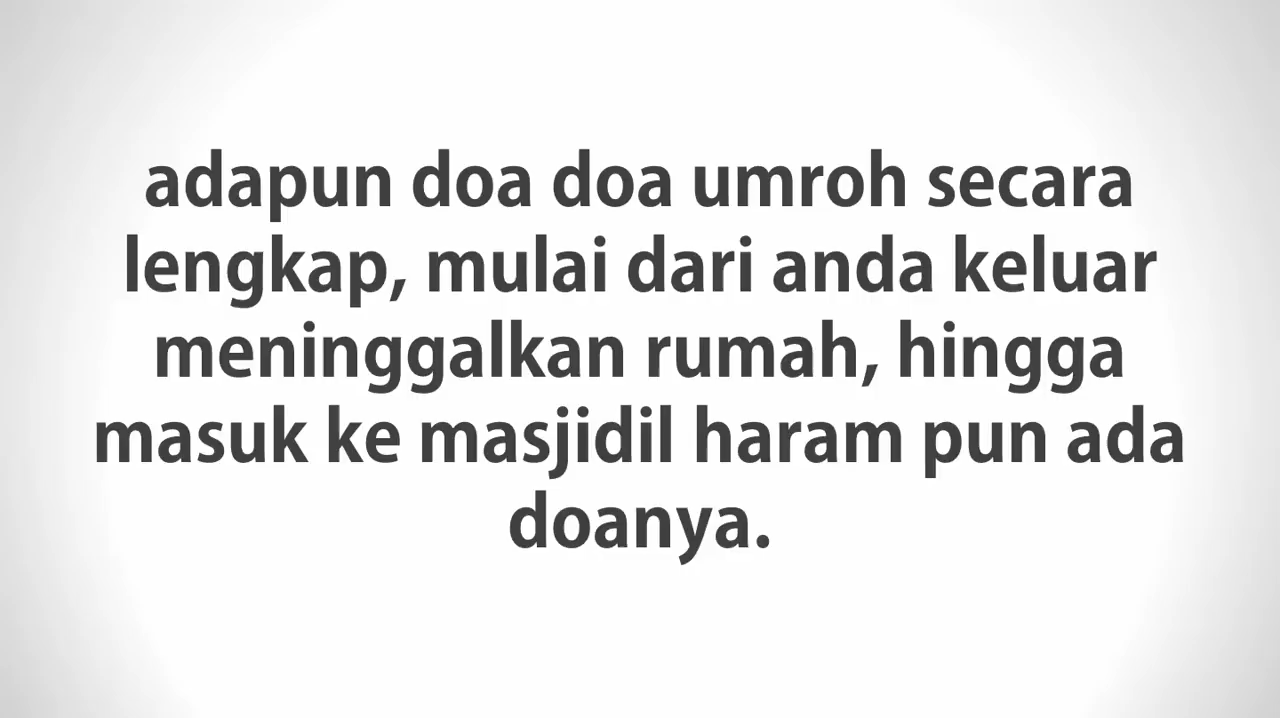 adapun doa doa umroh secara
lengkap, mulai dari anda keluar
meninggalkan rumah, hingga
masuk ke masjidil haram pun ada
doanya.